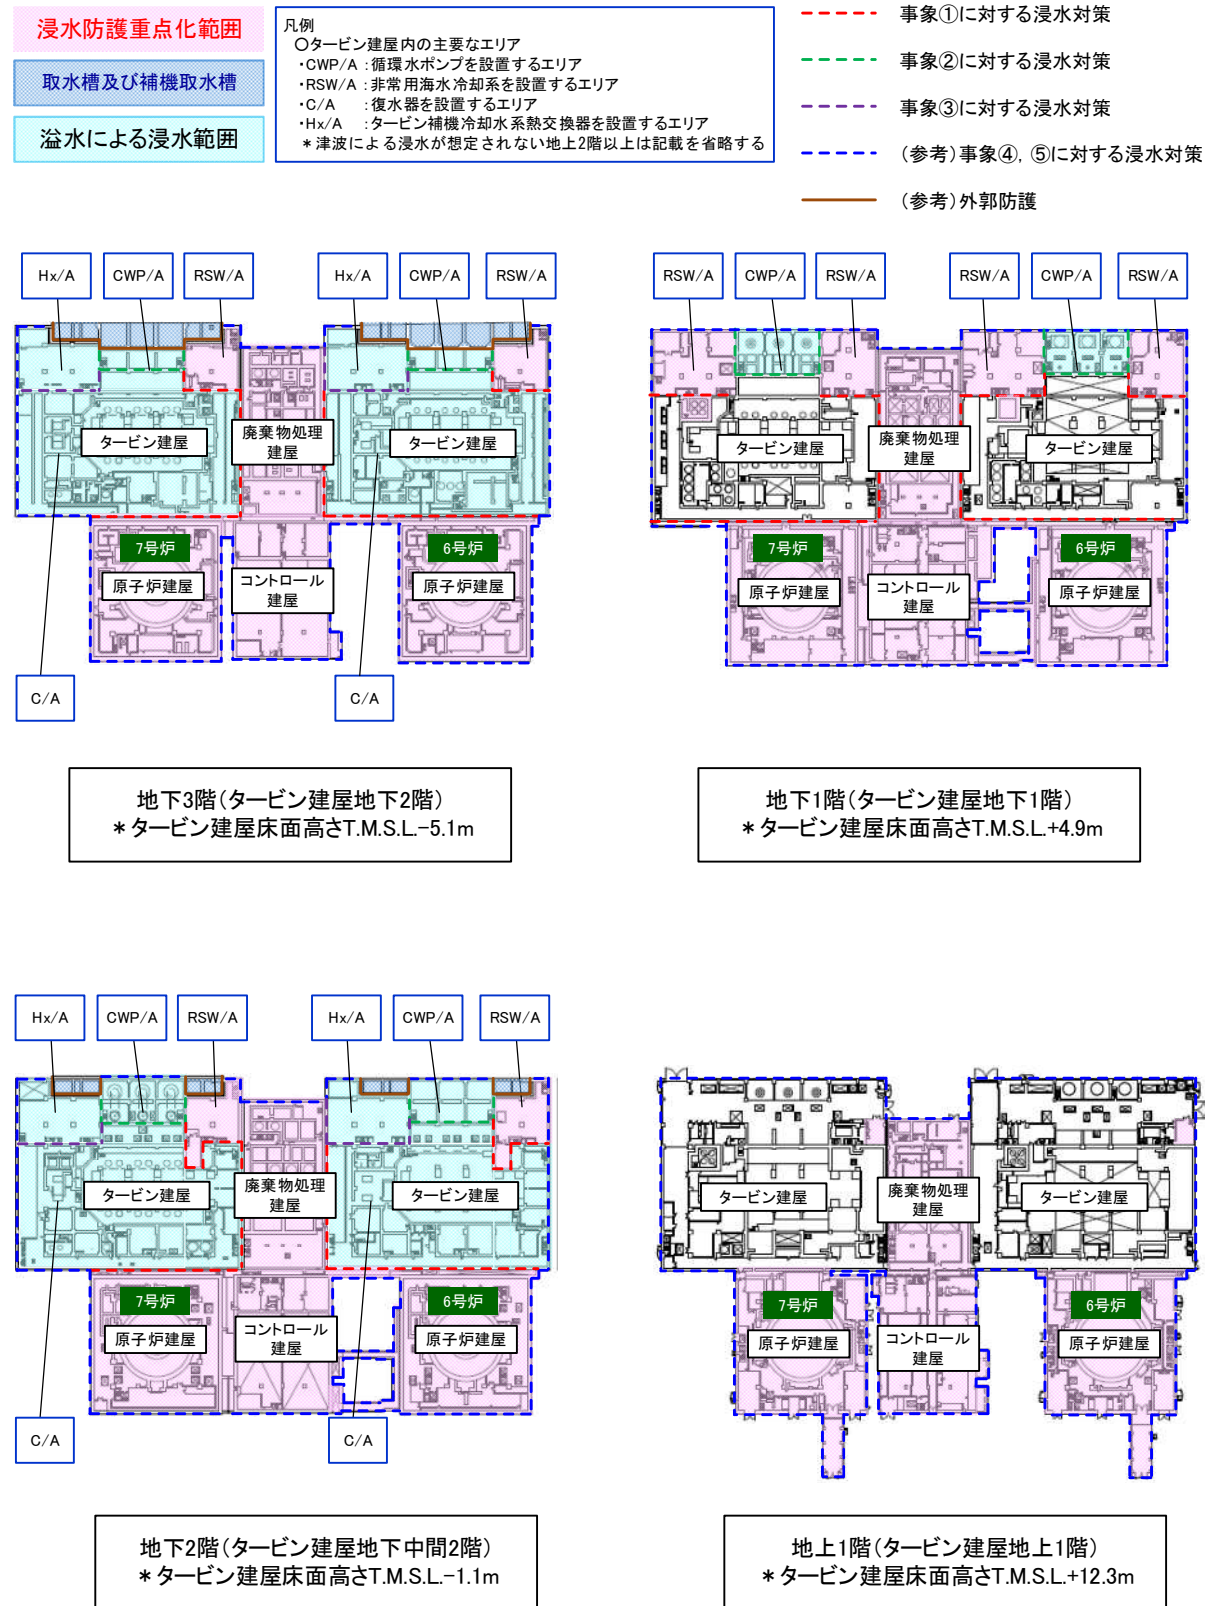 浸水防護重点化範囲
取水槽及び補機取水槽
溢水による浸水範囲
凡例
○タービン建屋内の主要なエリア
・CWP/A：循環水ポンプを設置するエリア
・RSW/A：非常用海水冷却系を設置するエリア
・C/A　：復水器を設置するエリア
・Hx/A　：タービン補機冷却水系熱交換器を設置するエリア
＊津波による浸水が想定されない地上2階以上は記載を省略する
事象①に対する浸水対策
事象②に対する浸水対策
事象③に対する浸水対策
（参考）事象④，⑤に対する浸水対策
（参考）外郭防護
Hx/A CWP/A RSW/A Hx/A CWP/A RSW/A
タービン建屋 廃棄物処理 タービン建屋
建屋
7号炉 6号炉
原子炉建屋 コントロール 原子炉建屋
建屋
C/A C/A
地下3階（タービン建屋地下2階）
＊タービン建屋床面高さT.M.S.L.−5.1m
RSW/A CWP/A RSW/A RSW/A CWP/A RSW/A
タービン建屋 廃棄物処理 タービン建屋
建屋
7号炉 6号炉
原子炉建屋 コントロール 原子炉建屋
建屋
地下1階（タービン建屋地下1階）
＊タービン建屋床面高さT.M.S.L.+4.9m
Hx/A CWP/A RSW/A Hx/A CWP/A RSW/A
タービン建屋 廃棄物処理 タービン建屋
建屋
7号炉 6号炉
原子炉建屋 コントロール 原子炉建屋
建屋
C/A C/A
地下2階（タービン建屋地下中間2階）
＊タービン建屋床面高さT.M.S.L.−1.1m
タービン建屋 廃棄物処理 タービン建屋
建屋
7号炉 6号炉
原子炉建屋 コントロール 原子炉建屋
建屋
地上1階（タービン建屋地上1階）
＊タービン建屋床面高さT.M.S.L.+12.3m